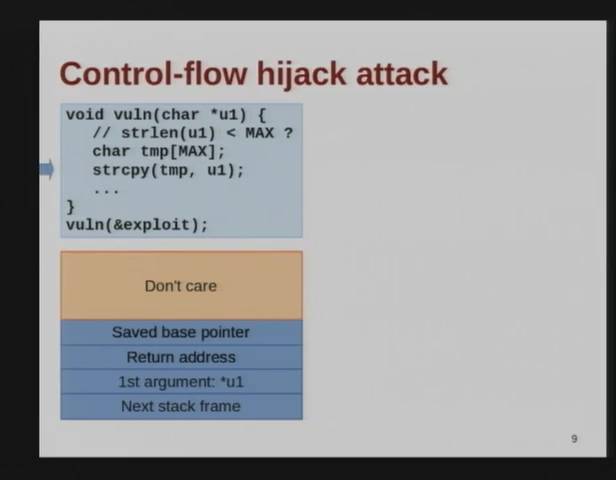 Control-flow hijack attack
void vuln(char *u1) {
// strlen(u1) < MAX ?
char tmp[MAX];
strcpy(tmp, u1);
...
}
vuln(&exploit);
Don't care
Saved base pointer
Return address
1st argument: *u1
Next stack frame
9